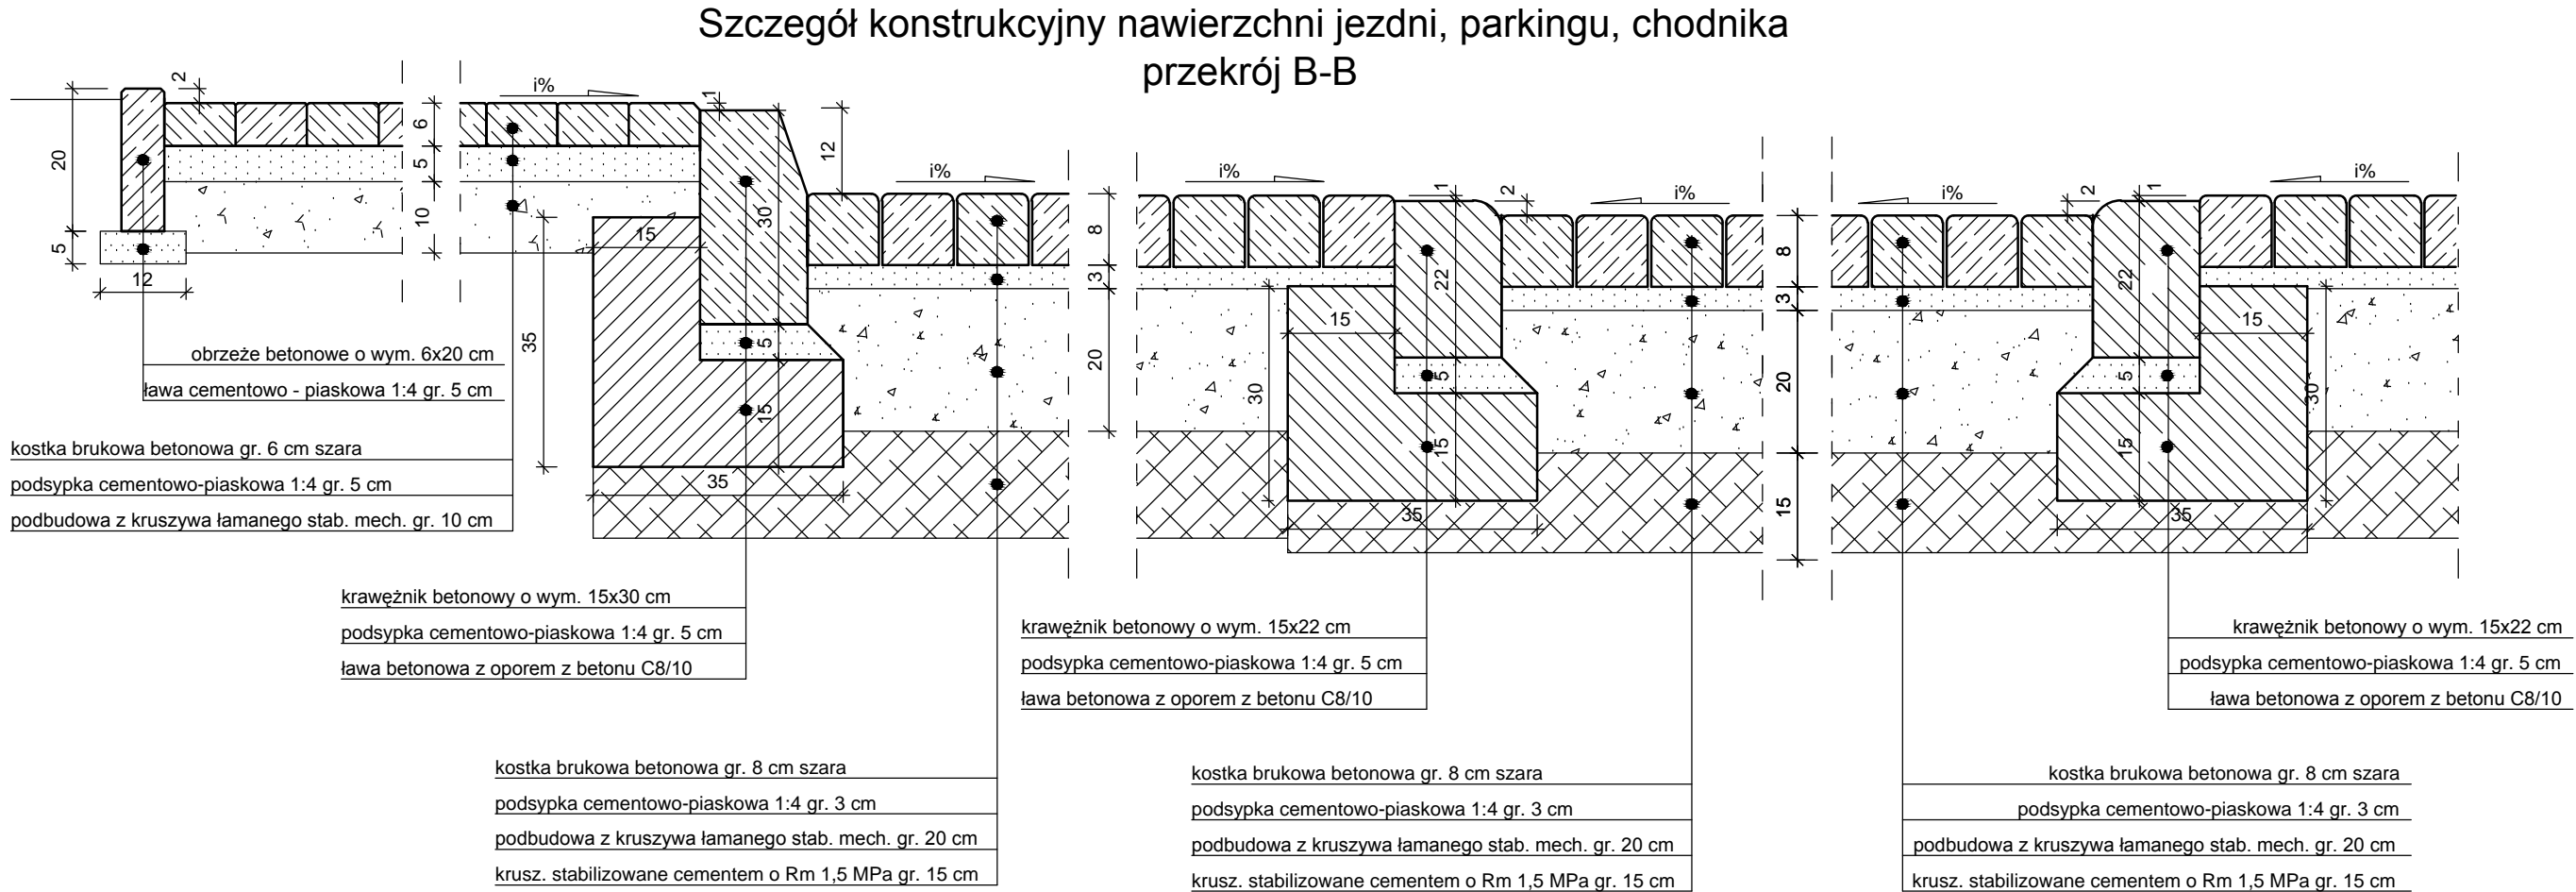 Szczegół konstrukcyjny nawierzchni jezdni, parkingu, chodnika
przekrój B-B
2
20
5
12
6
5
10
i%
1
12
30
15
35
5
15
35
i%
8
3
20
i%
1
2
22
15
30
5
15
35
i%
8
3
20
15
i%
2
1
22
15
5
30
15
35
i%
obrzeże betonowe o wym. 6x20 cm
ława cementowo - piaskowa 1:4 gr. 5 cm
kostka brukowa betonowa gr. 6 cm szara
podsypka cementowo-piaskowa 1:4 gr. 5 cm
podbudowa z kruszywa łamanego stab. mech. gr. 10 cm
krawężnik betonowy o wym. 15x30 cm
podsypka cementowo-piaskowa 1:4 gr. 5 cm
ława betonowa z oporem z betonu C8/10
krawężnik betonowy o wym. 15x22 cm
podsypka cementowo-piaskowa 1:4 gr. 5 cm
ława betonowa z oporem z betonu C8/10
krawężnik betonowy o wym. 15x22 cm
podsypka cementowo-piaskowa 1:4 gr. 5 cm
ława betonowa z oporem z betonu C8/10
kostka brukowa betonowa gr. 8 cm szara
podsypka cementowo-piaskowa 1:4 gr. 3 cm
podbudowa z kruszywa łamanego stab. mech. gr. 20 cm
krusz. stabilizowane cementem o Rm 1,5 MPa gr. 15 cm
kostka brukowa betonowa gr. 8 cm szara
podsypka cementowo-piaskowa 1:4 gr. 3 cm
podbudowa z kruszywa łamanego stab. mech. gr. 20 cm
krusz. stabilizowane cementem o Rm 1,5 MPa gr. 15 cm
kostka brukowa betonowa gr. 8 cm szara
podsypka cementowo-piaskowa 1:4 gr. 3 cm
podbudowa z kruszywa łamanego stab. mech. gr. 20 cm
krusz. stabilizowane cementem o Rm 1,5 MPa gr. 15 cm